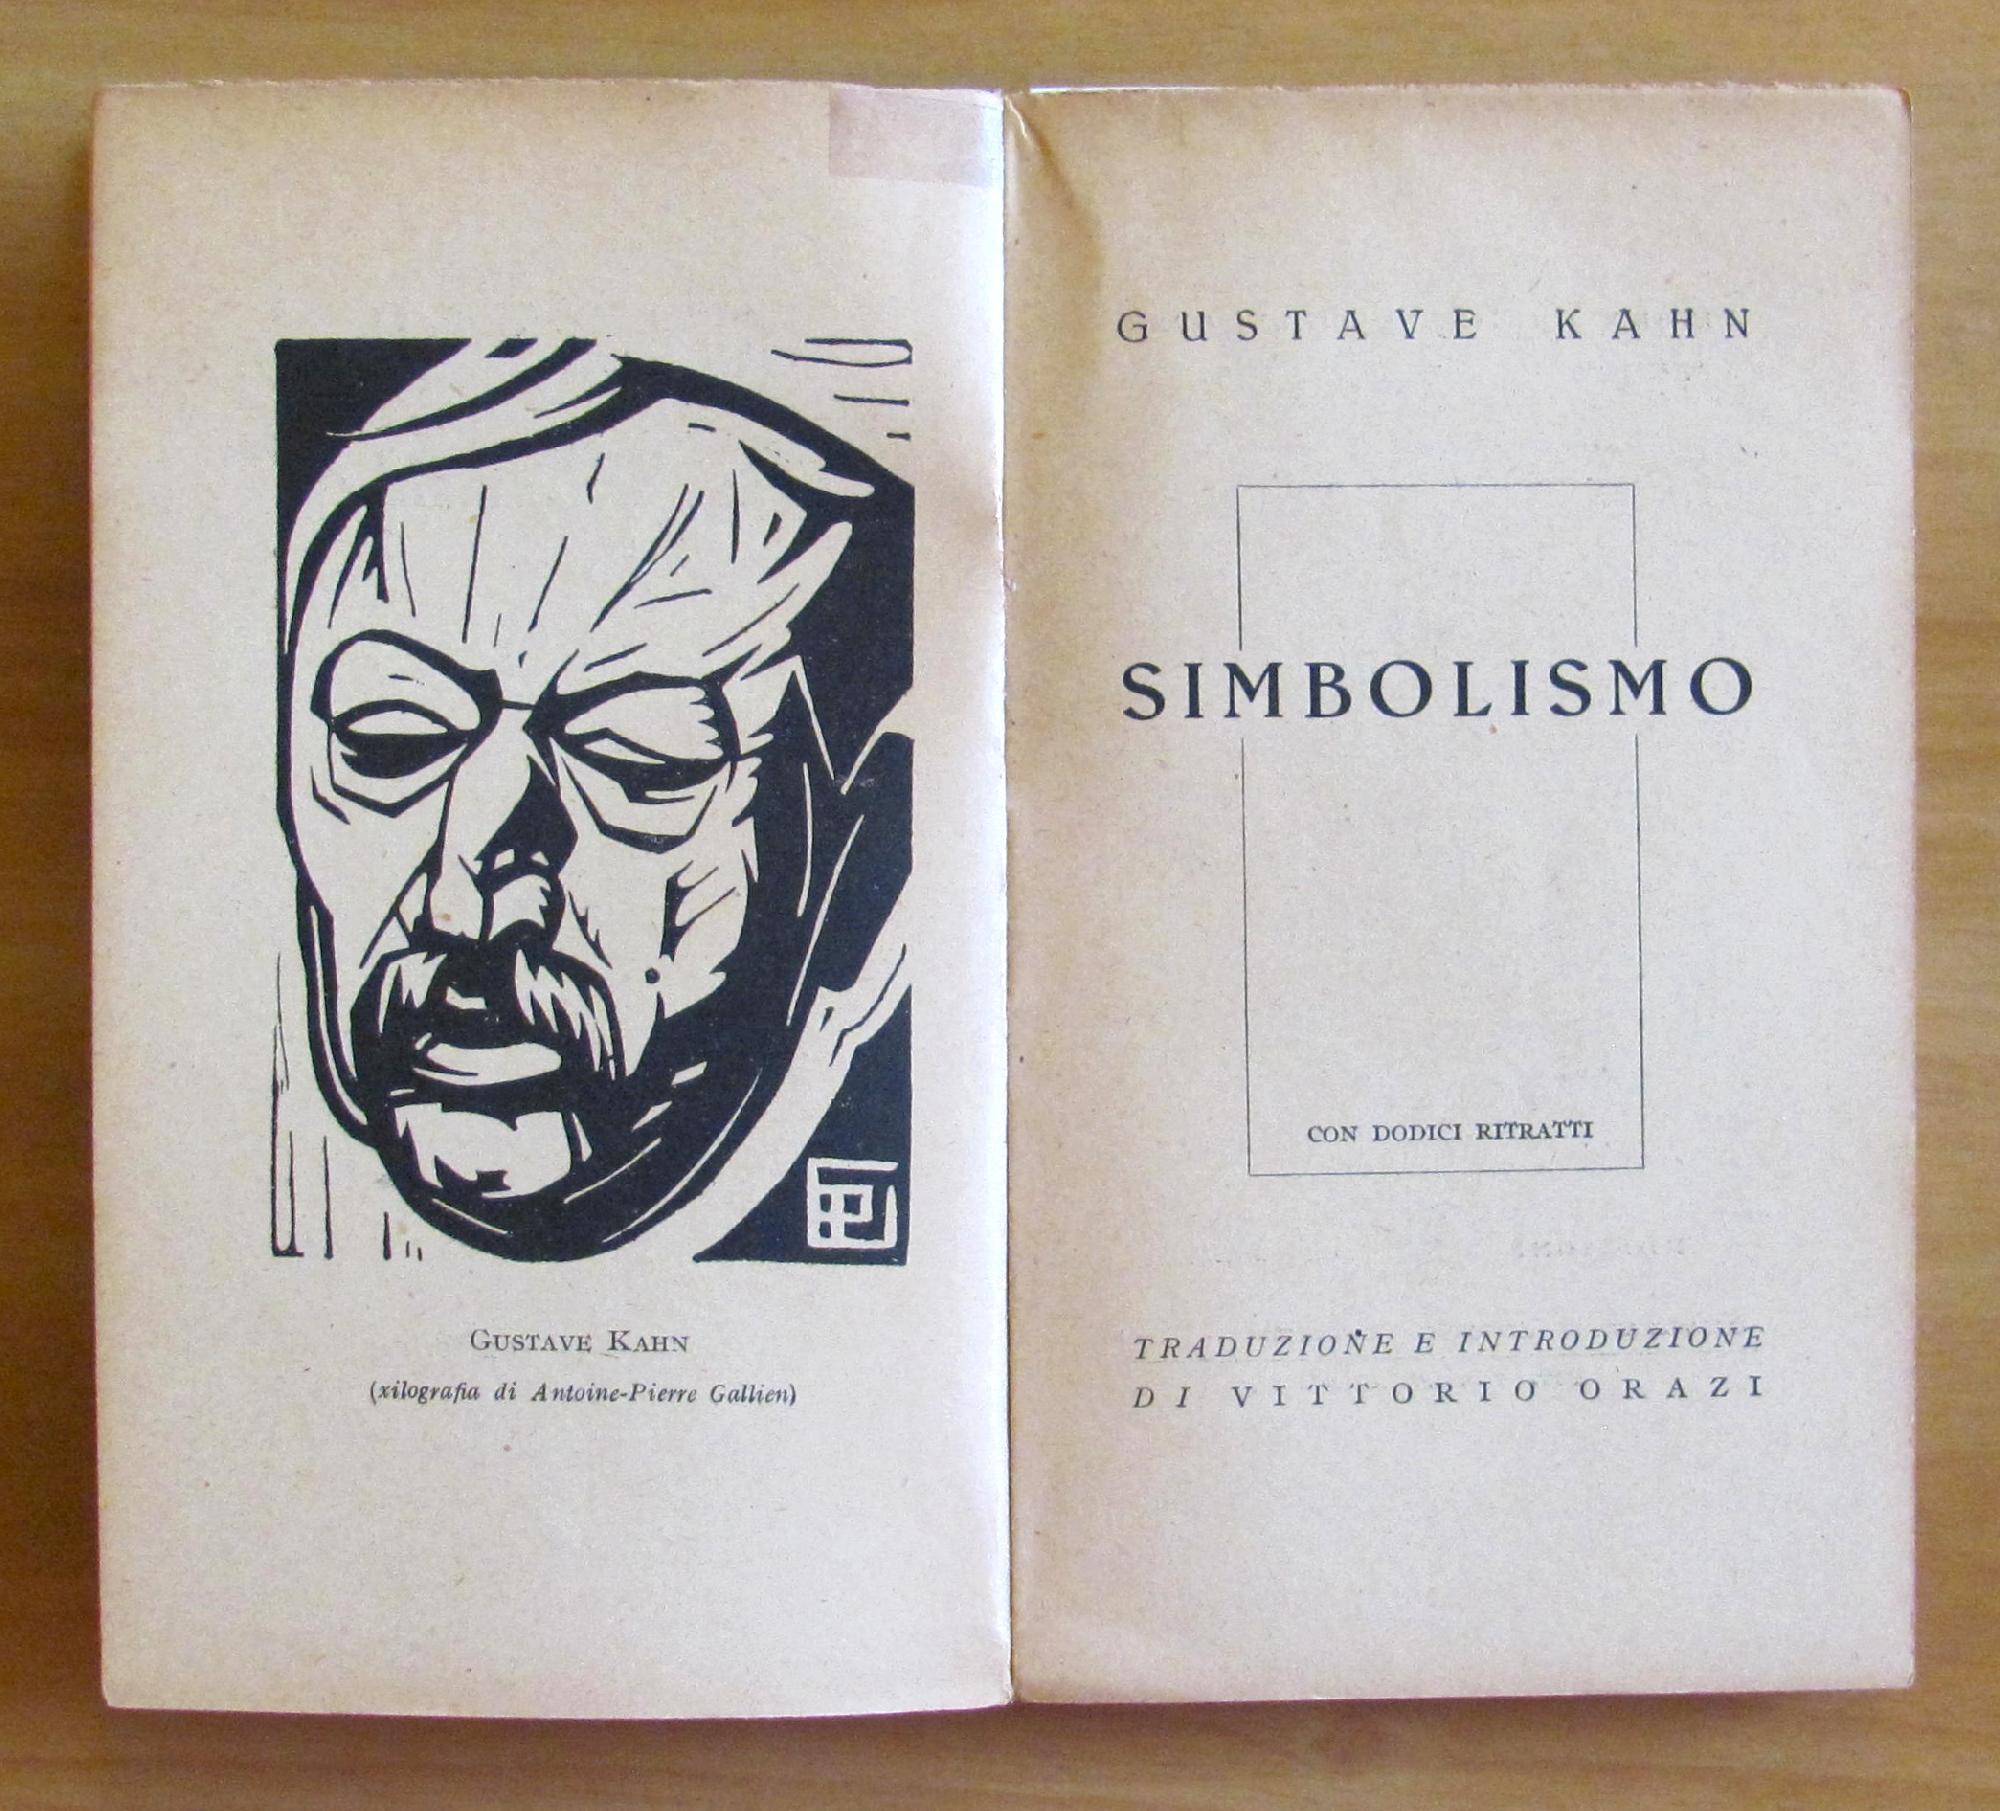 GUSTAVE KAHN
(xilografia di Antoine-Pierre Gallien)
GUSTAVE KAHN
SIMBOLISMO
CON DODICI RITRATTI
TRADUZIONE E INTRODUZIONE
DI VITTORIO ORAZI